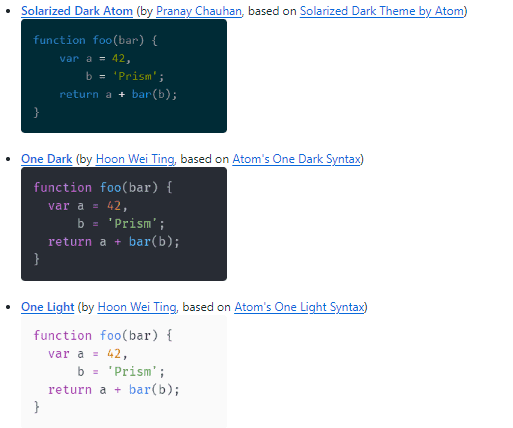 • Solarized Dark Atom (by Pranay Chauhan, based on Solarized Dark Theme by Atom)
function foo(bar) {
    var a = 42,
        b = 'Prism';
    return a + bar(b);
}
• One Dark (by Hoon Wei Ting, based on Atom's One Dark Syntax)
function foo(bar) {
  var a = 42,
      b = 'Prism';
  return a + bar(b);
}
• One Light (by Hoon Wei Ting, based on Atom's One Light Syntax)
function foo(bar) {
  var a = 42,
      b = 'Prism';
  return a + bar(b);
}